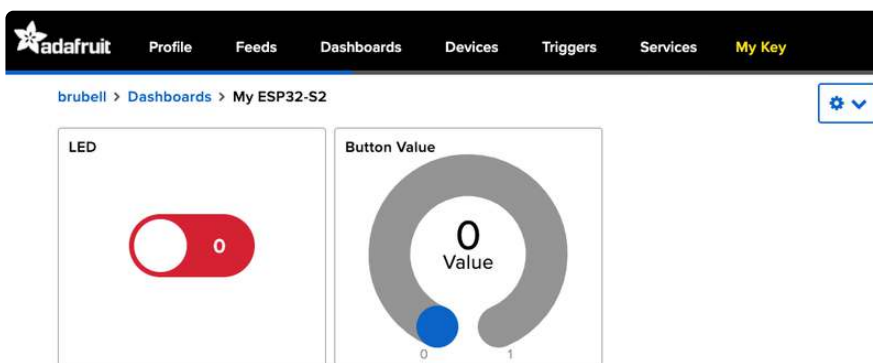 adafruit Profile Feeds Dashboards Devices Triggers Services My Key
brubell > Dashboards > My ESP32-S2
LED
0
Button Value
0
Value
0 1